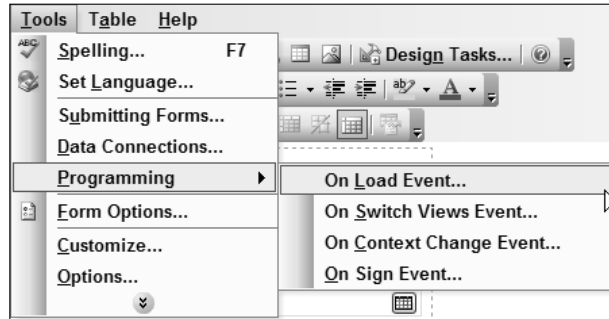 Tools Table Help
ABC
Spelling... F7
Design Tasks...
Set Language...
Submitting Forms...
Data Connections...
Programming
On Load Event...
Form Options...
On Switch Views Event...
Customize...
On Context Change Event...
Options...
On Sign Event...